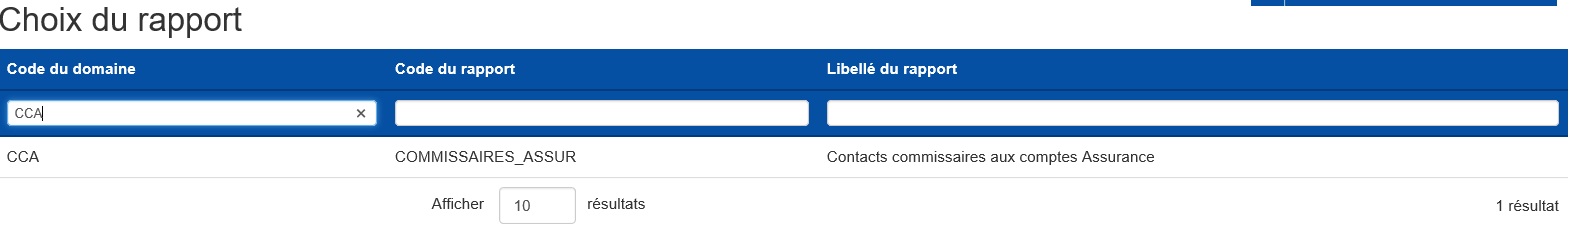 Choix du rapport
Code du domaine Code du rapport Libellé du rapport
CCA ×
CCA COMMISSAIRES_ASSUR Contacts commissaires aux comptes Assurance
Afficher 10 résultats 1 résultat